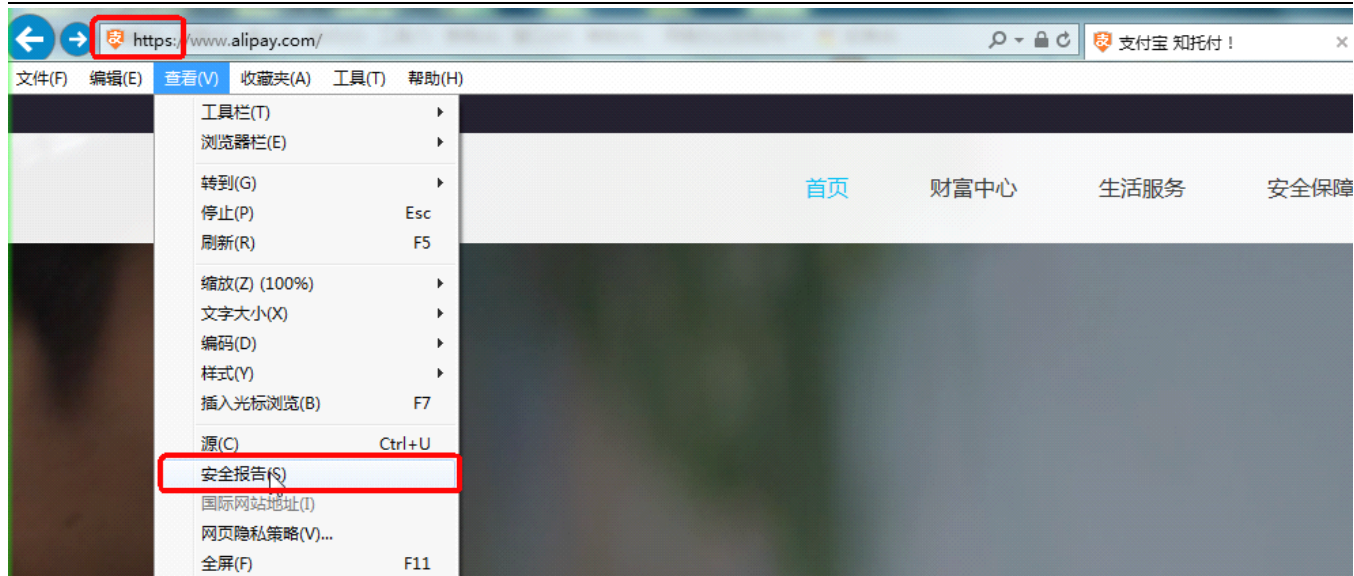 https://www.alipay.com/
支付宝 知托付！
文件(F) 编辑(E) 查看(V) 收藏夹(A) 工具(T) 帮助(H)
工具栏(T)
浏览器栏(E)
首页 财富中心 生活服务 安全保障
转到(G)
停止(P) Esc
刷新(R) F5
缩放(Z) (100%)
文字大小(X)
编码(D)
样式(Y)
插入光标浏览(B) F7
源(C) Ctrl+U
安全报告(S)
国际网站地址(I)
网页隐私策略(V)...
全屏(F) F11